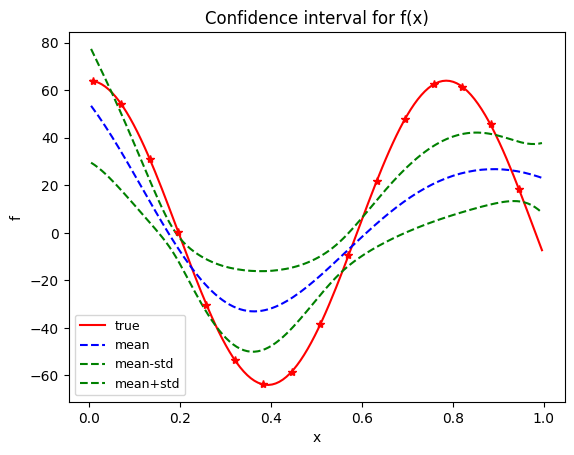 Confidence interval for f(x)
80
60
40
20
0
−20
−40
−60
f
true
mean
mean-std
mean+std
0.0 0.2 0.4 0.6 0.8 1.0
x